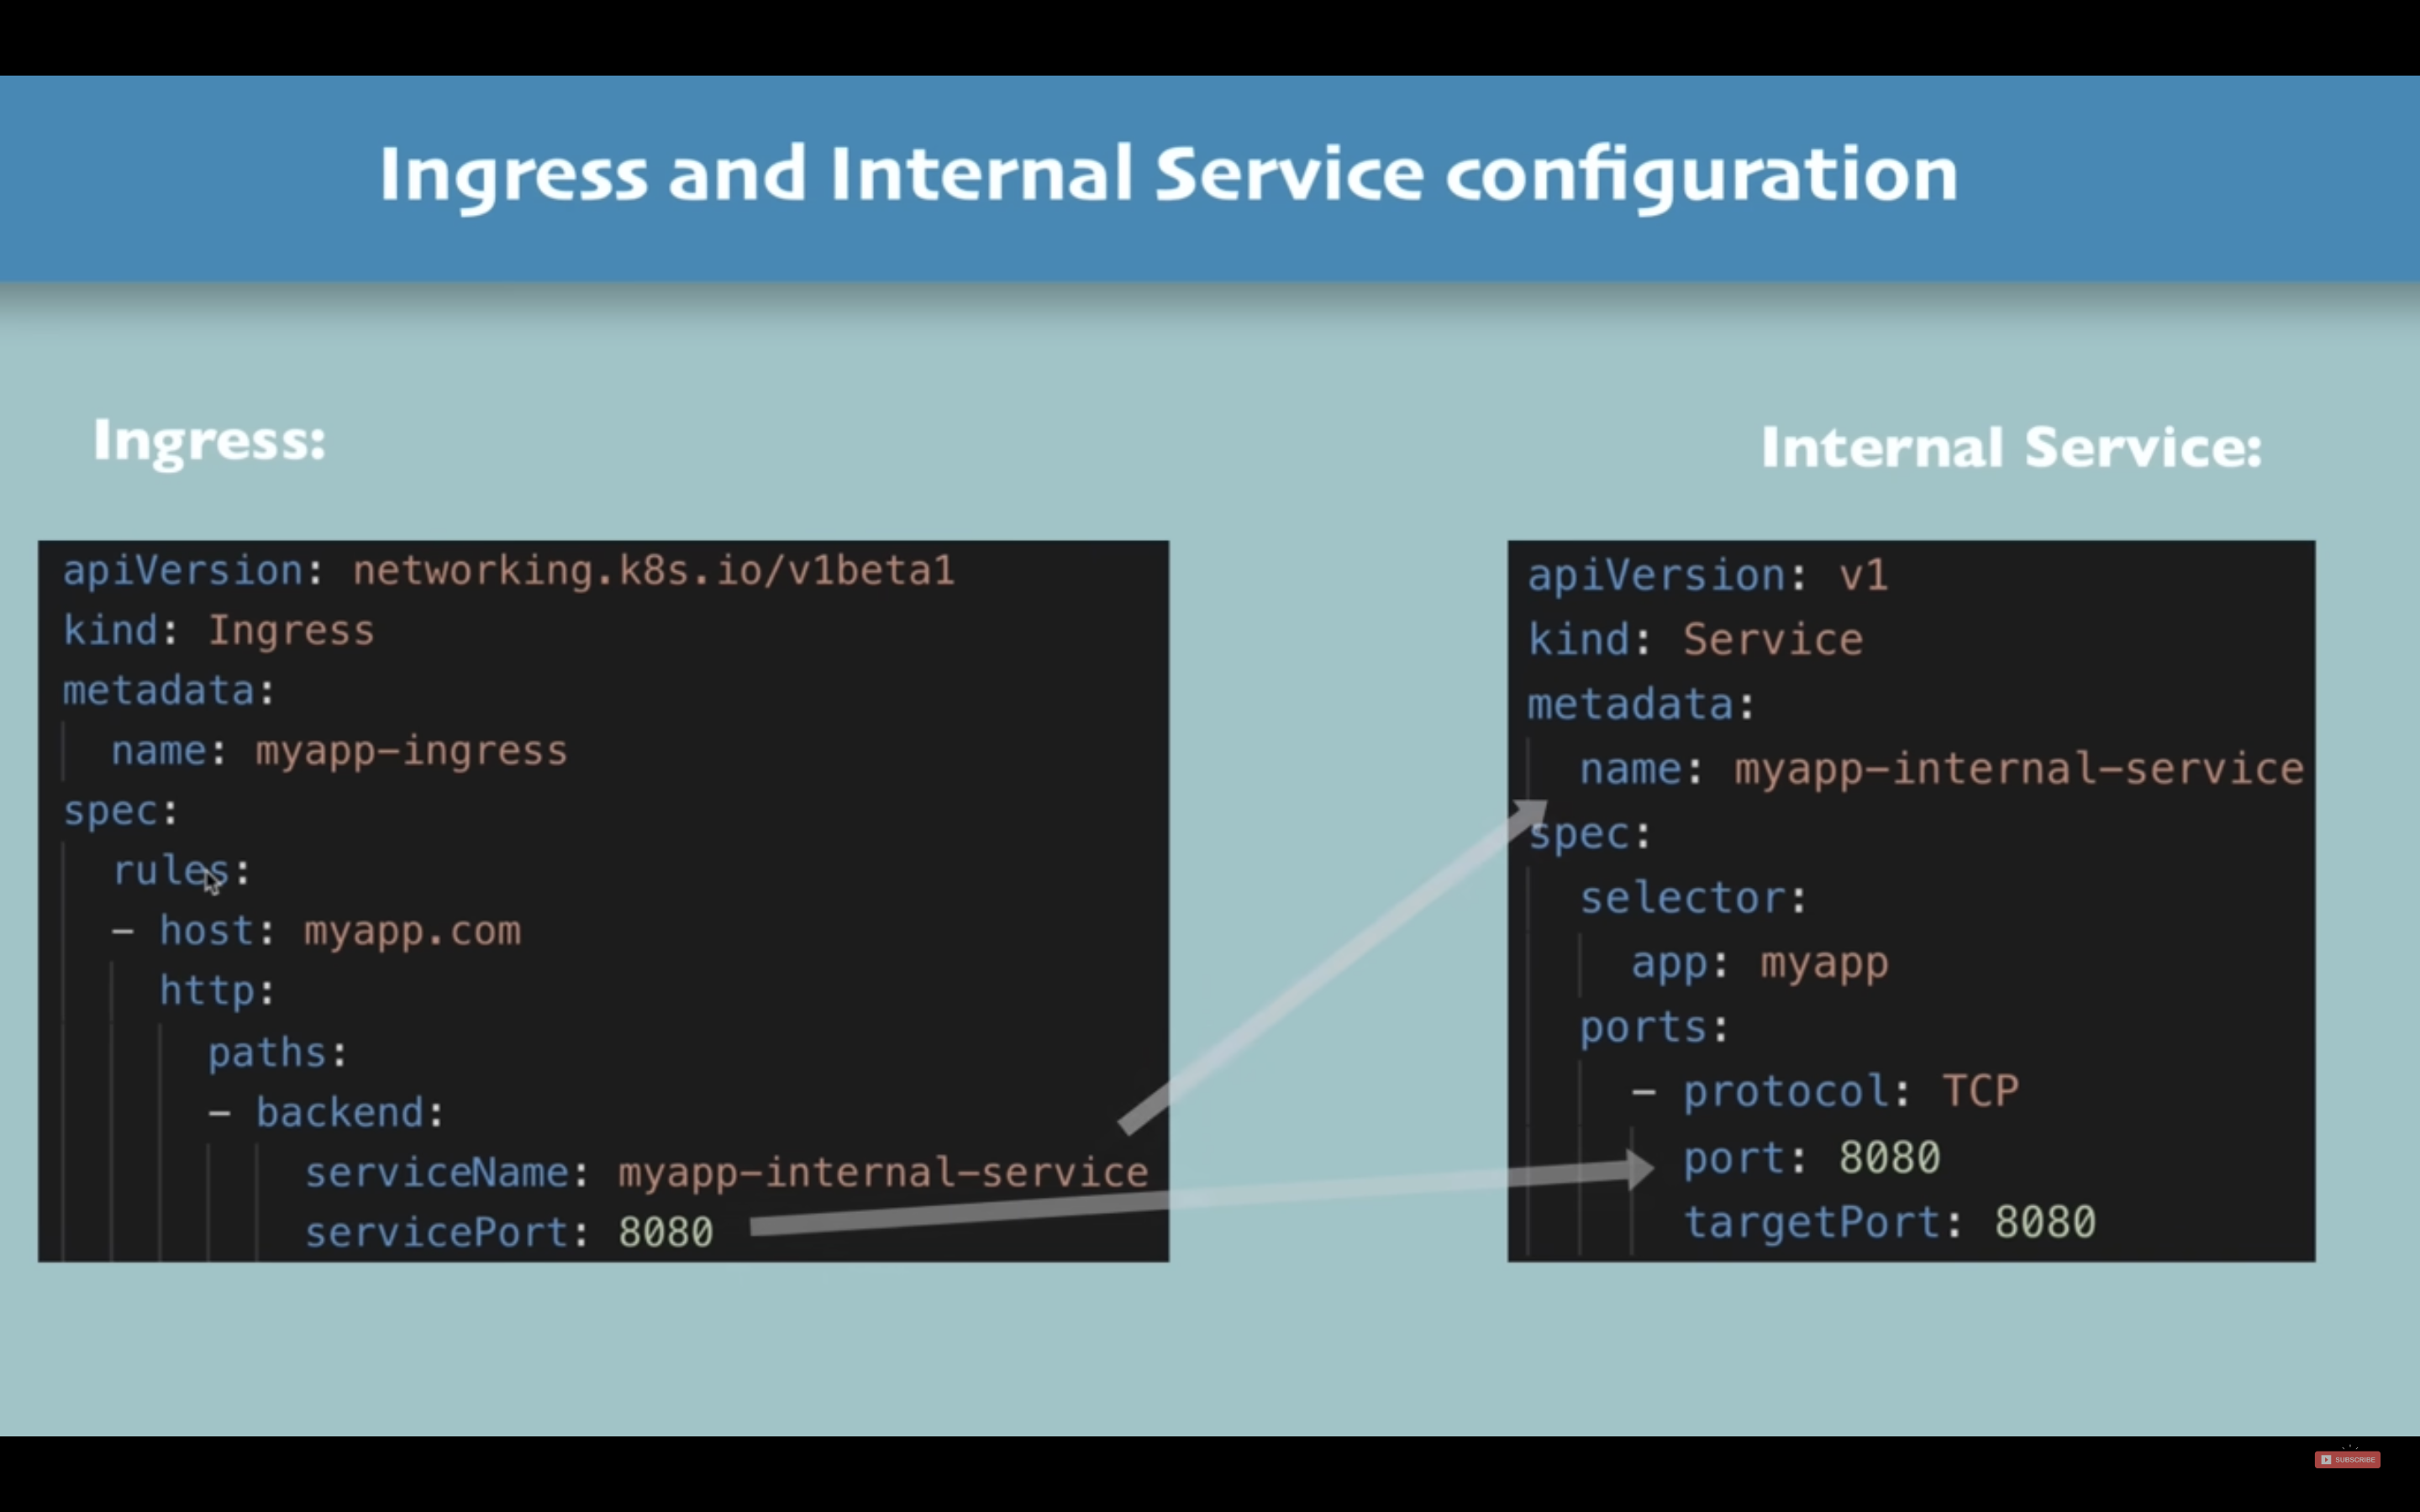 Ingress and Internal Service configuration
Ingress:
apiVersion: networking.k8s.io/v1beta1
kind: Ingress
metadata:
  name: myapp-ingress
spec:
  rules:
  - host: myapp.com
    http:
      paths:
      - backend:
          serviceName: myapp-internal-service
          servicePort: 8080
Internal Service:
apiVersion: v1
kind: Service
metadata:
  name: myapp-internal-service
spec:
  selector:
    app: myapp
  ports:
    - protocol: TCP
      port: 8080
      targetPort: 8080
SUBSCRIBE